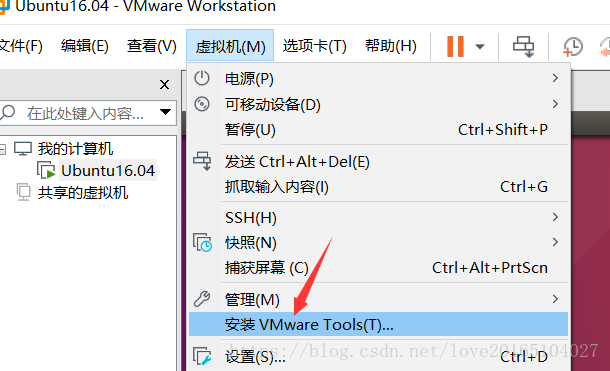 Ubuntu16.04 - VMware Workstation
文件(F) 编辑(E) 查看(V) 虚拟机(M) 选项卡(T) 帮助(H)
电源(P)
在此处键入内容... 可移动设备(D)
暂停(U) Ctrl+Shift+P
我的计算机
发送 Ctrl+Alt+Del(E)
Ubuntu16.04
抓取输入内容(I) Ctrl+G
共享的虚拟机
SSH(H)
快照(N)
捕获屏幕 (C) Ctrl+Alt+PrtScn
管理(M)
安装 VMware Tools(T)...
设置(S)... Ctrl+D
https://blog.csdn.net/love20165104027